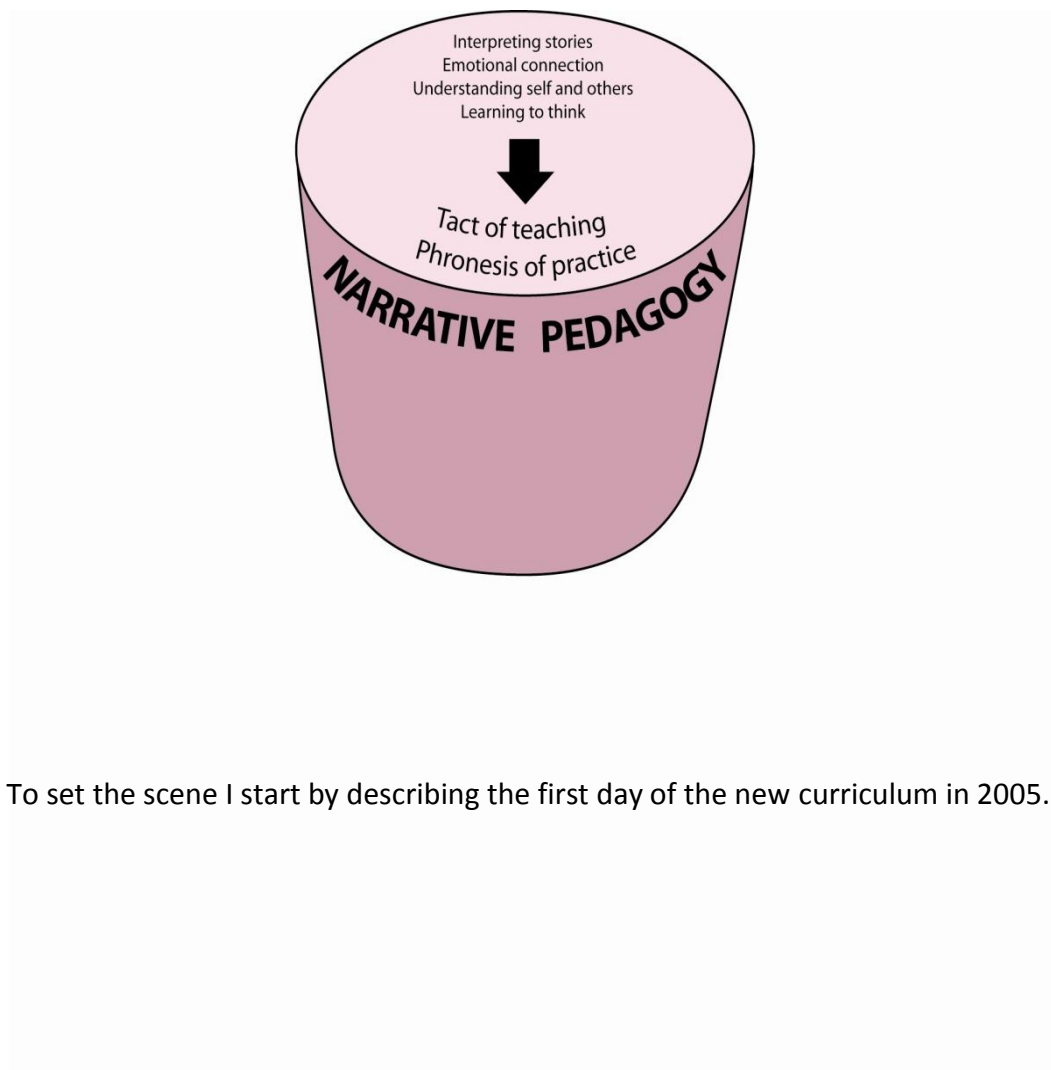 Interpreting stories
Emotional connection
Understanding self and others
Learning to think
Tact of teaching
Phronesis of practice
NARRATIVE PEDAGOGY
To set the scene I start by describing the first day of the new curriculum in 2005.